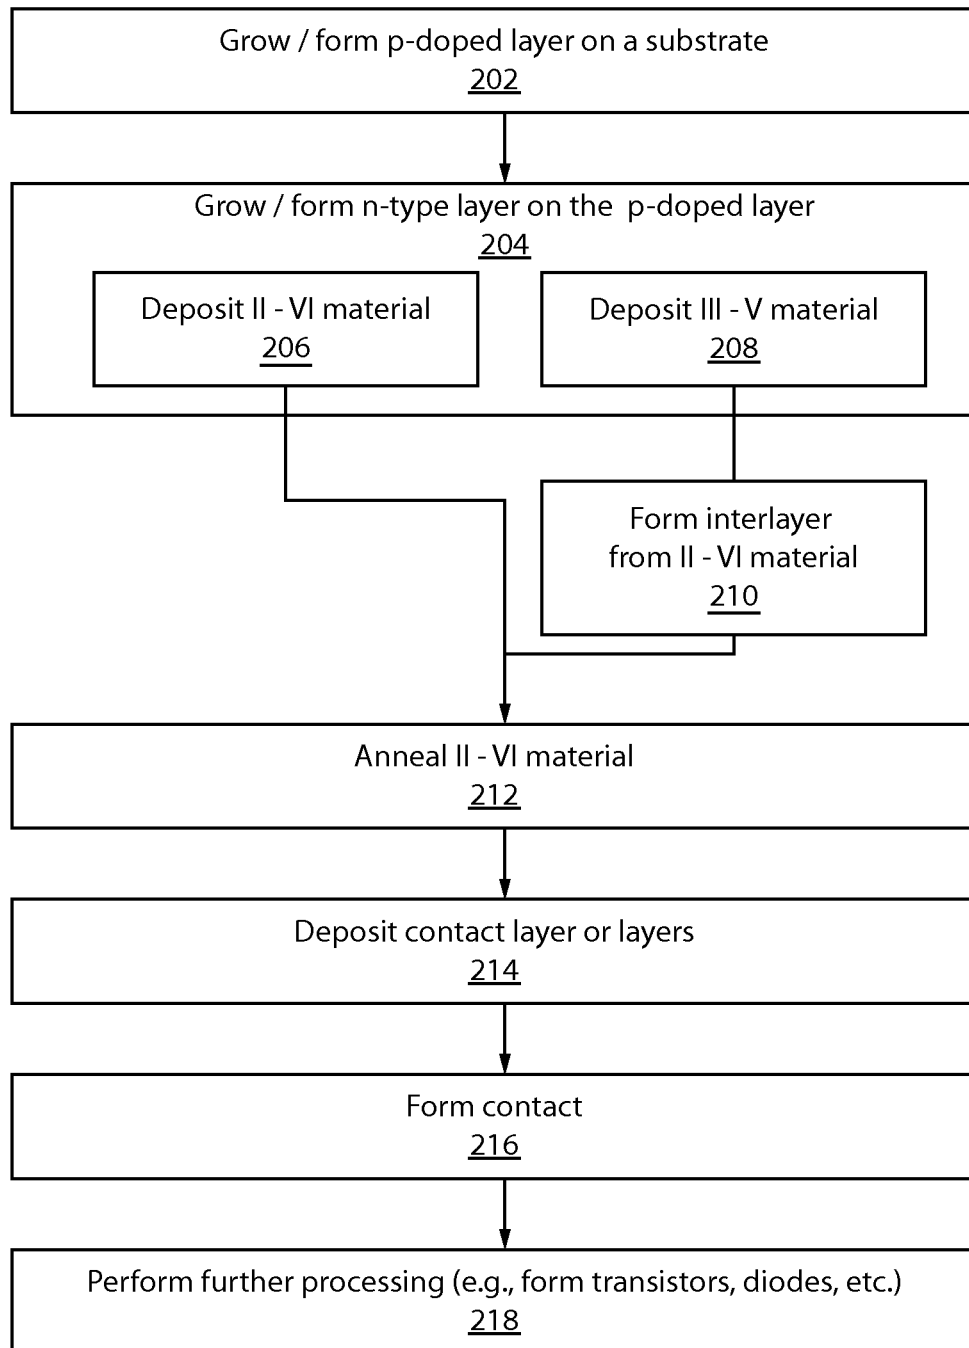 Grow / form p-doped layer on a substrate
202
Grow / form n-type layer on the p-doped layer
204
Deposit II - VI material
206
Deposit III - V material
208
Form interlayer
from II - VI material
210
Anneal II - VI material
212
Deposit contact layer or layers
214
Form contact
216
Perform further processing (e.g., form transistors, diodes, etc.)
218